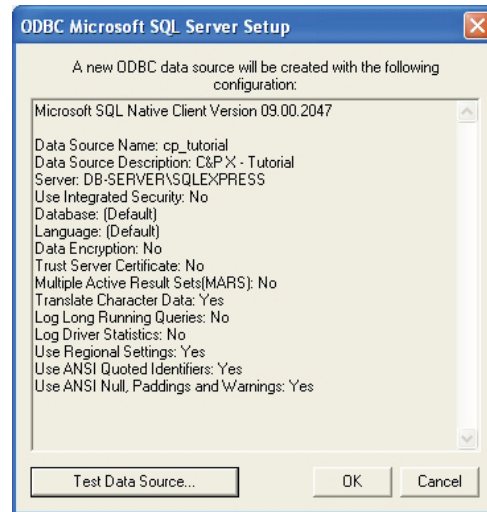 ODBC Microsoft SQL Server Setup
A new ODBC data source will be created with the following
configuration:
Microsoft SQL Native Client Version 09.00.2047
Data Source Name: cp_tutorial
Data Source Description: C&P X - Tutorial
Server: DB-SERVER\SQLEXPRESS
Use Integrated Security: No
Database: (Default)
Language: (Default)
Data Encryption: No
Trust Server Certificate: No
Multiple Active Result Sets(MARS): No
Translate Character Data: Yes
Log Long Running Queries: No
Log Driver Statistics: No
Use Regional Settings: Yes
Use ANSI Quoted Identifiers: Yes
Use ANSI Null, Paddings and Warnings: Yes
Test Data Source...
OK
Cancel